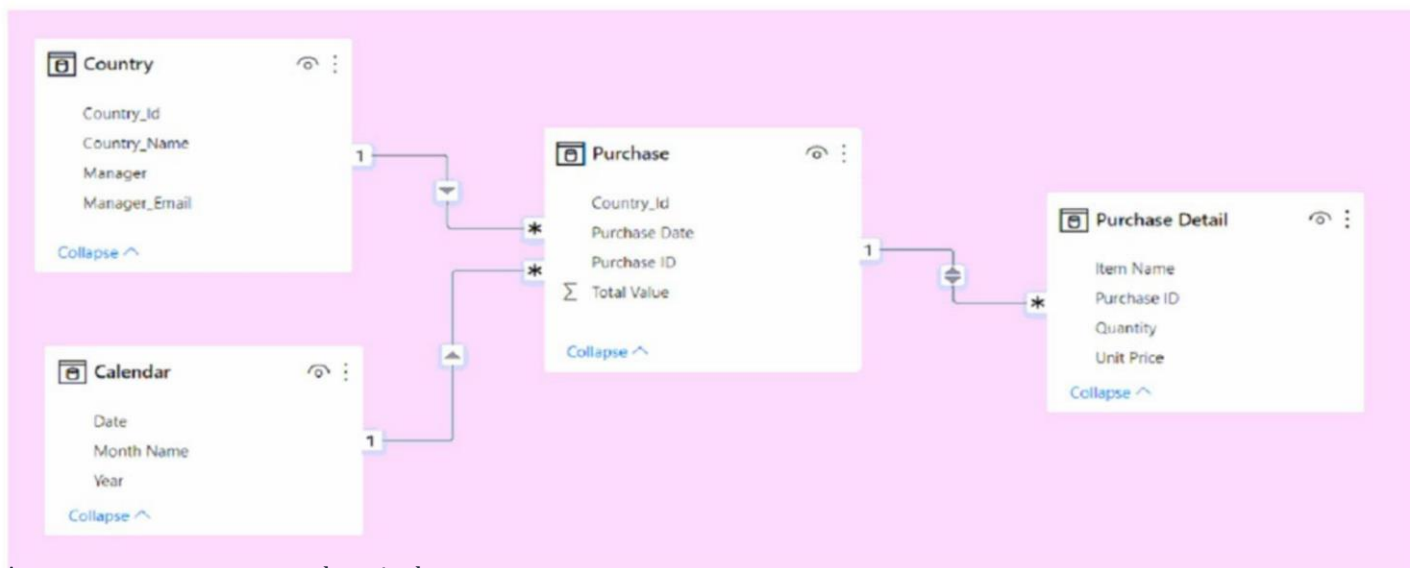 Country
Country_Id
Country_Name
Manager
Manager_Email
Collapse
1
*
Calendar
Date
Month Name
Year
Collapse
1
*
Purchase
Country_Id
Purchase Date
Purchase ID
Σ Total Value
Collapse
1
*
Purchase Detail
Item Name
Purchase ID
Quantity
Unit Price
Collapse